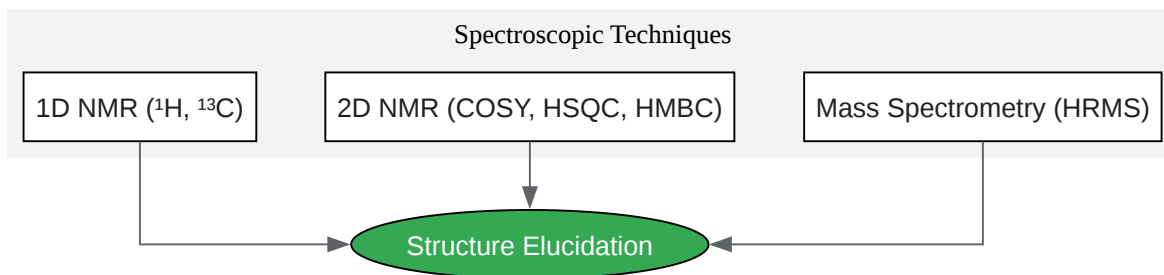 Spectroscopic Techniques
1D NMR (¹H, ¹³C)
2D NMR (COSY, HSQC, HMBC)
Mass Spectrometry (HRMS)
Structure Elucidation